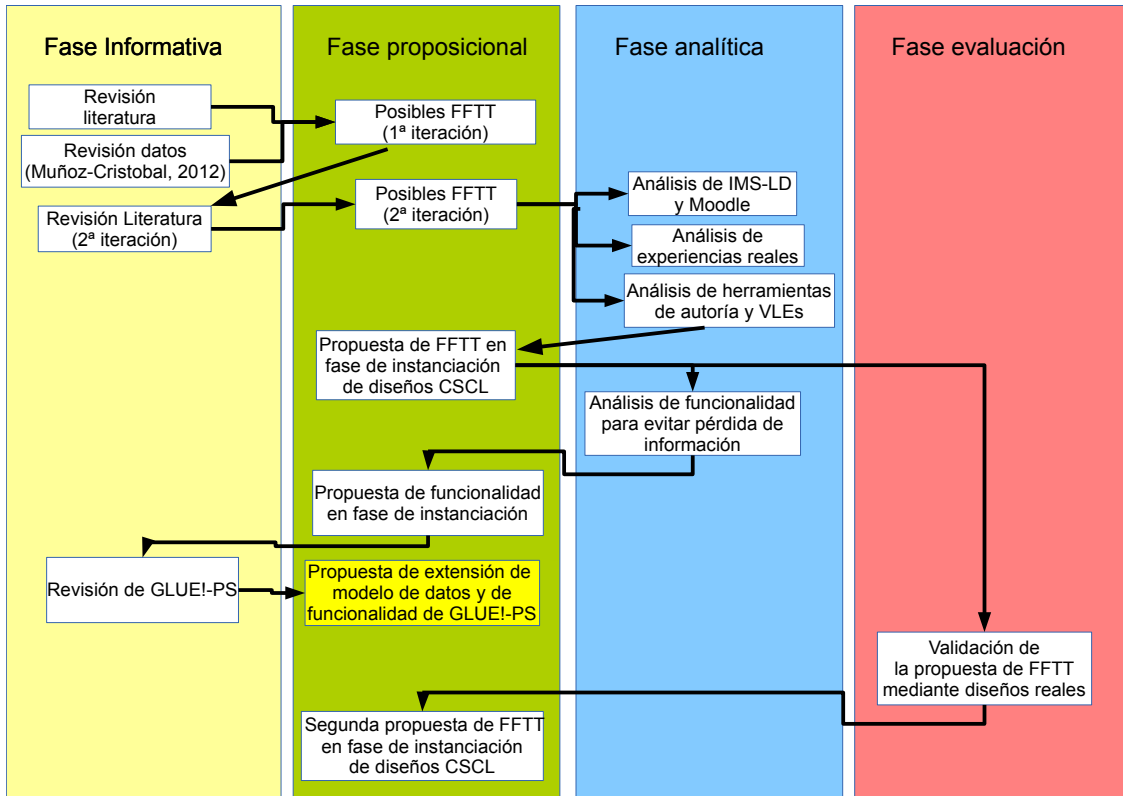 Fase Informativa
Fase proposicional
Fase analítica
Fase evaluación
Revisión
literatura
Posibles FFTT
(1ª iteración)
Revisión datos
(Muñoz-Cristobal, 2012)
Revisión Literatura
(2ª iteración)
Posibles FFTT
(2ª iteración)
Análisis de IMS-LD
y Moodle
Análisis de
experiencias reales
Análisis de herramientas
de autoría y VLEs
Propuesta de FFTT en
fase de instanciación
de diseños CSCL
Análisis de funcionalidad
para evitar pérdida de
información
Propuesta de funcionalidad
en fase de instanciación
Revisión de GLUE!-PS
Propuesta de extensión de
modelo de datos y de
funcionalidad de GLUE!-PS
Validación de
la propuesta de FFTT
mediante diseños reales
Segunda propuesta de FFTT
en fase de instanciación
de diseños CSCL